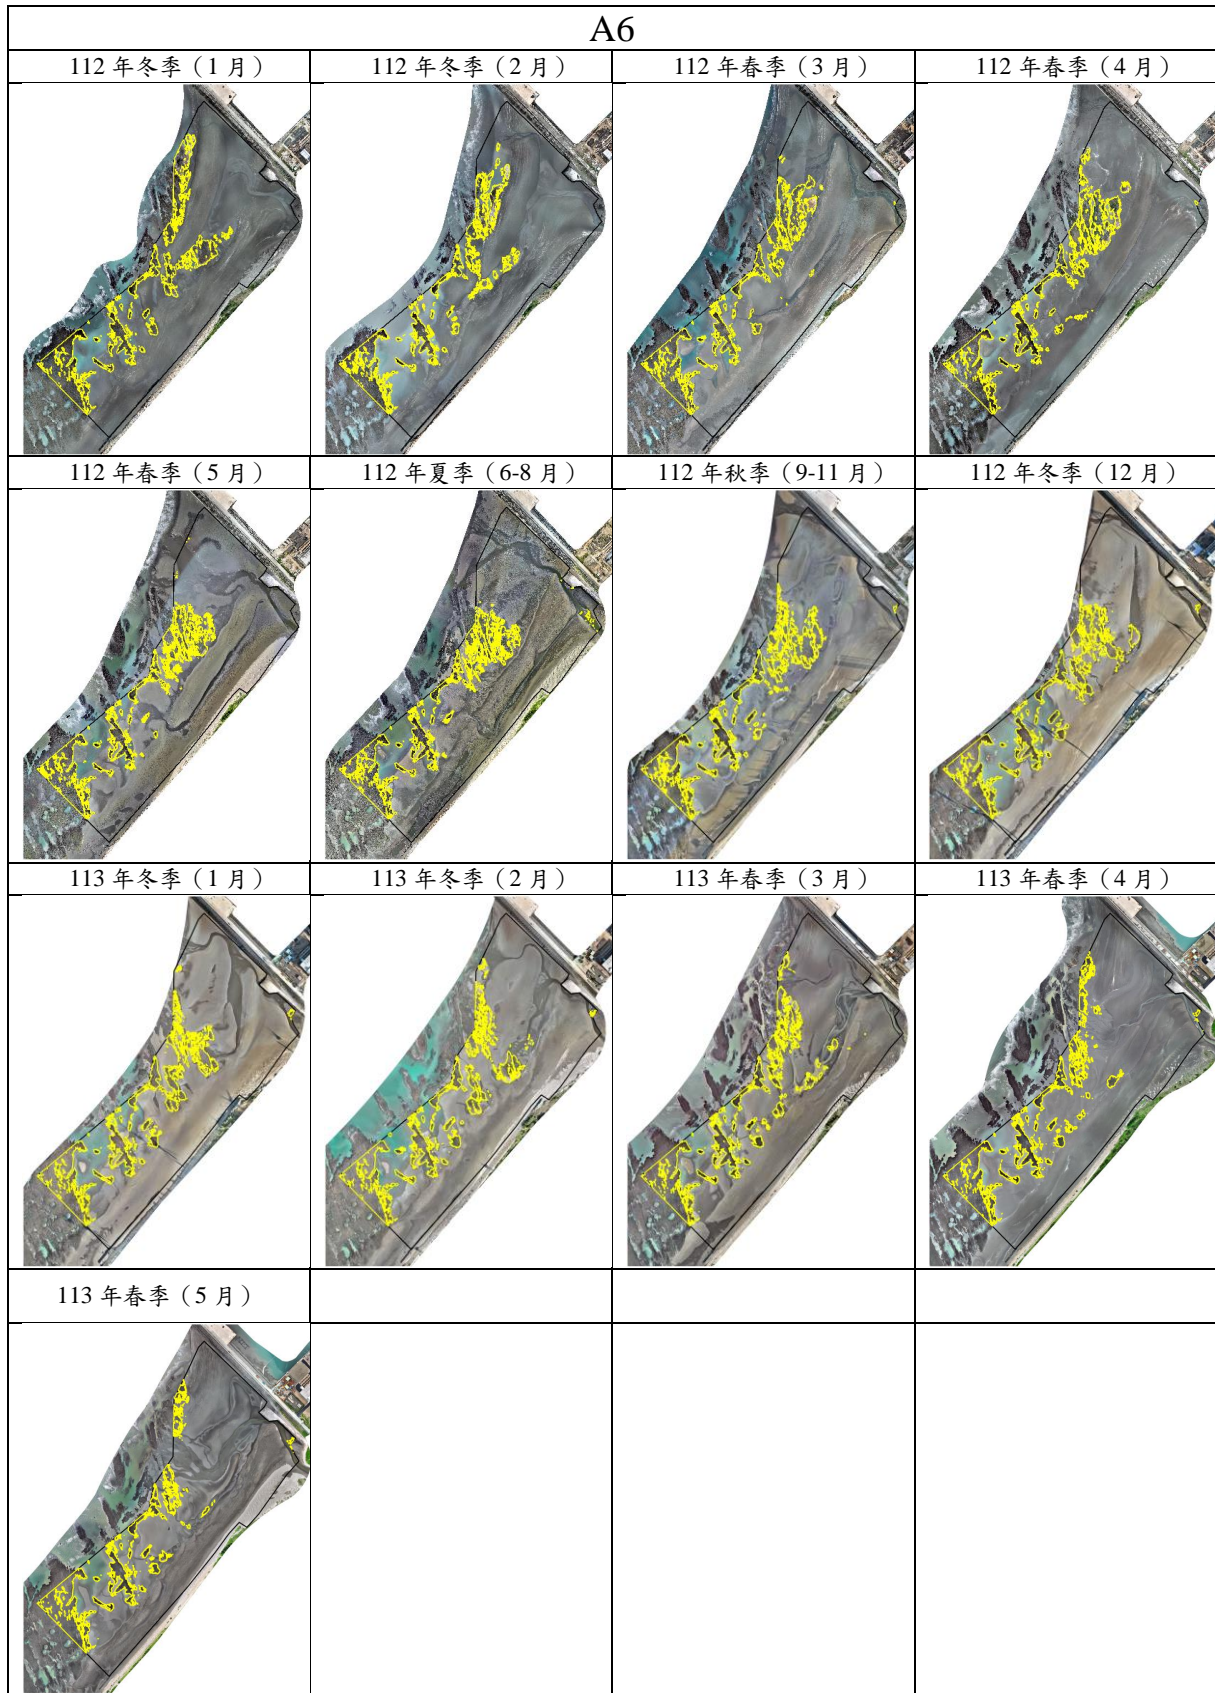 A6
112 年冬季（1 月） 112 年冬季（2 月） 112 年春季（3 月） 112 年春季（4 月）
112 年春季（5 月） 112 年夏季（6-8 月） 112 年秋季（9-11 月） 112 年冬季（12 月）
113 年冬季（1 月） 113 年冬季（2 月） 113 年春季（3 月） 113 年春季（4 月）
113 年春季（5 月）